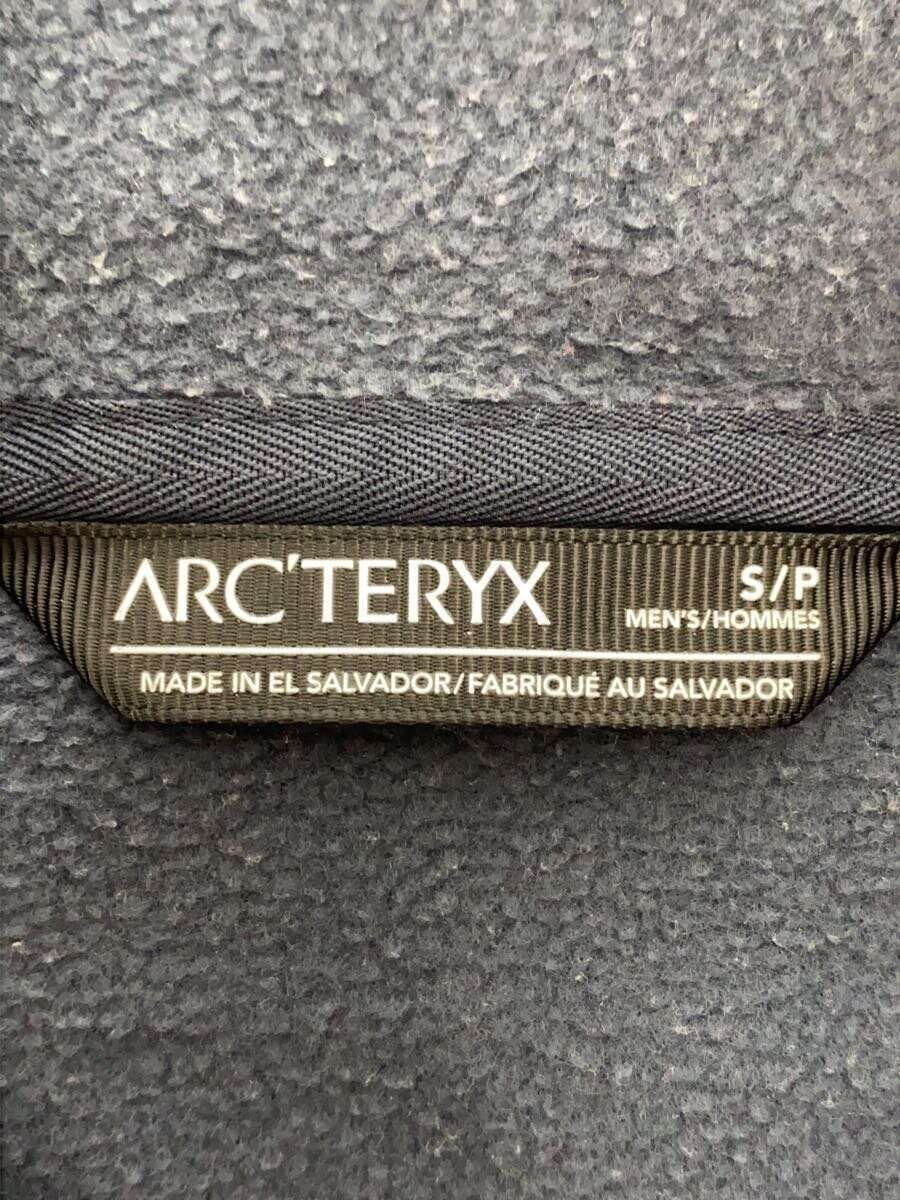 ARC'TERYX S/P
MEN'S/HOMMES
MADE IN EL SALVADOR/FABRIQUÉ AU SALVADOR